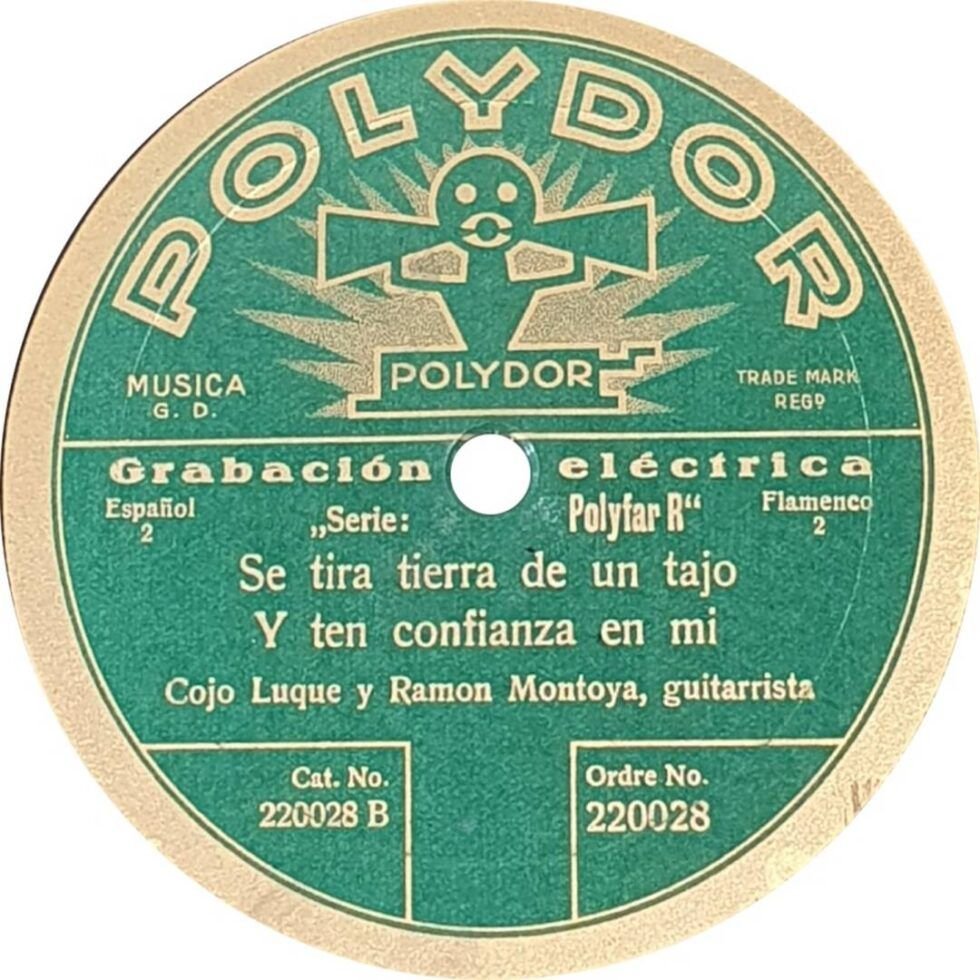 POLYDOR
POLYDOR
MUSICA
G. D.
TRADE MARK
REGD
Grabación eléctrica
Español
2
„Serie: Polyfar R“
Flamenco
2
Se tira tierra de un tajo
Y ten confianza en mi
Cojo Luque y Ramon Montoya, guitarrista
Cat. No.
220028 B
Ordre No.
220028